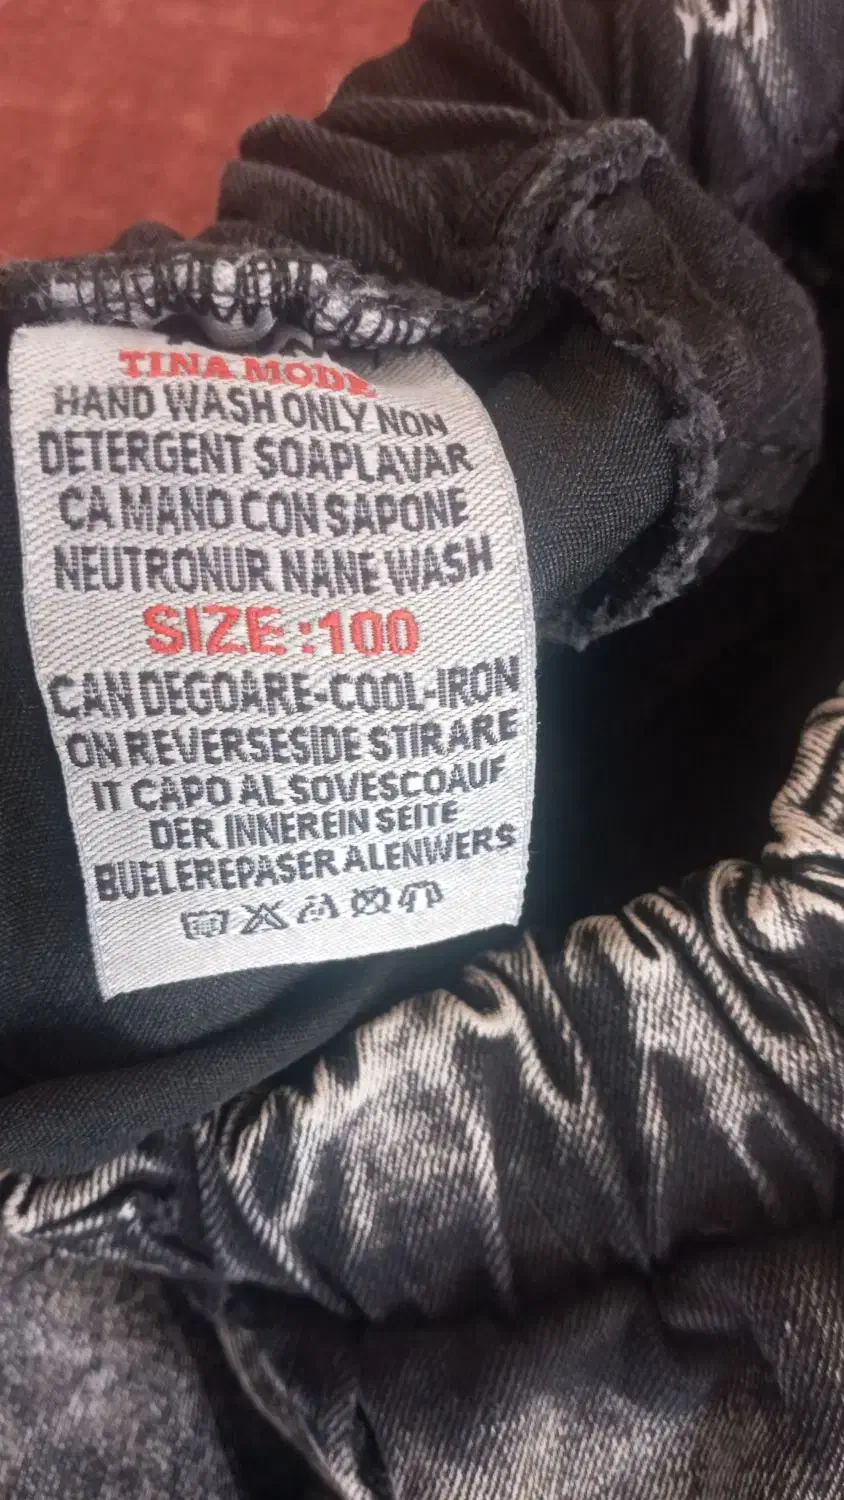 TINA MODE
HAND WASH ONLY NON
DETERGENT SOAPLAVAR
CA MANO CON SAPONE
NEUTRONUR NANE WASH
SIZE:100
CAN DEGOARE-COOL-IRON
ON REVERSESIDE STIRARE
IT CAPO AL SOVESCOAUF
DER INNEREIN SEITE
BUELEREPASER ALENWERS